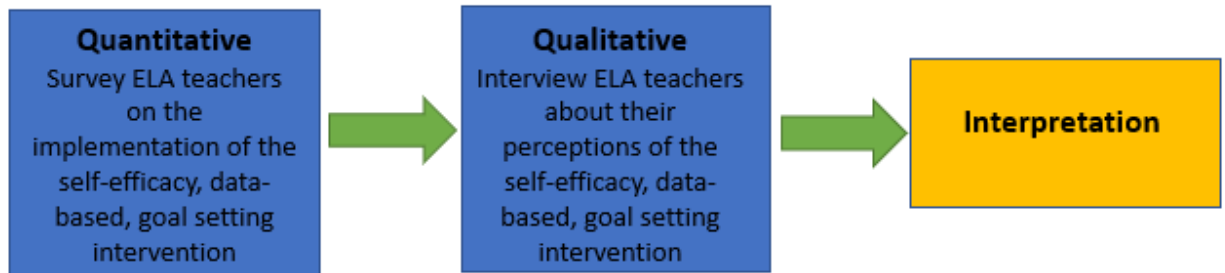 Quantitative
Survey ELA teachers
on the
implementation of the
self-efficacy, data-
based, goal setting
intervention
Qualitative
Interview ELA teachers
about their
perceptions of the
self-efficacy, data-
based, goal setting
intervention
Interpretation